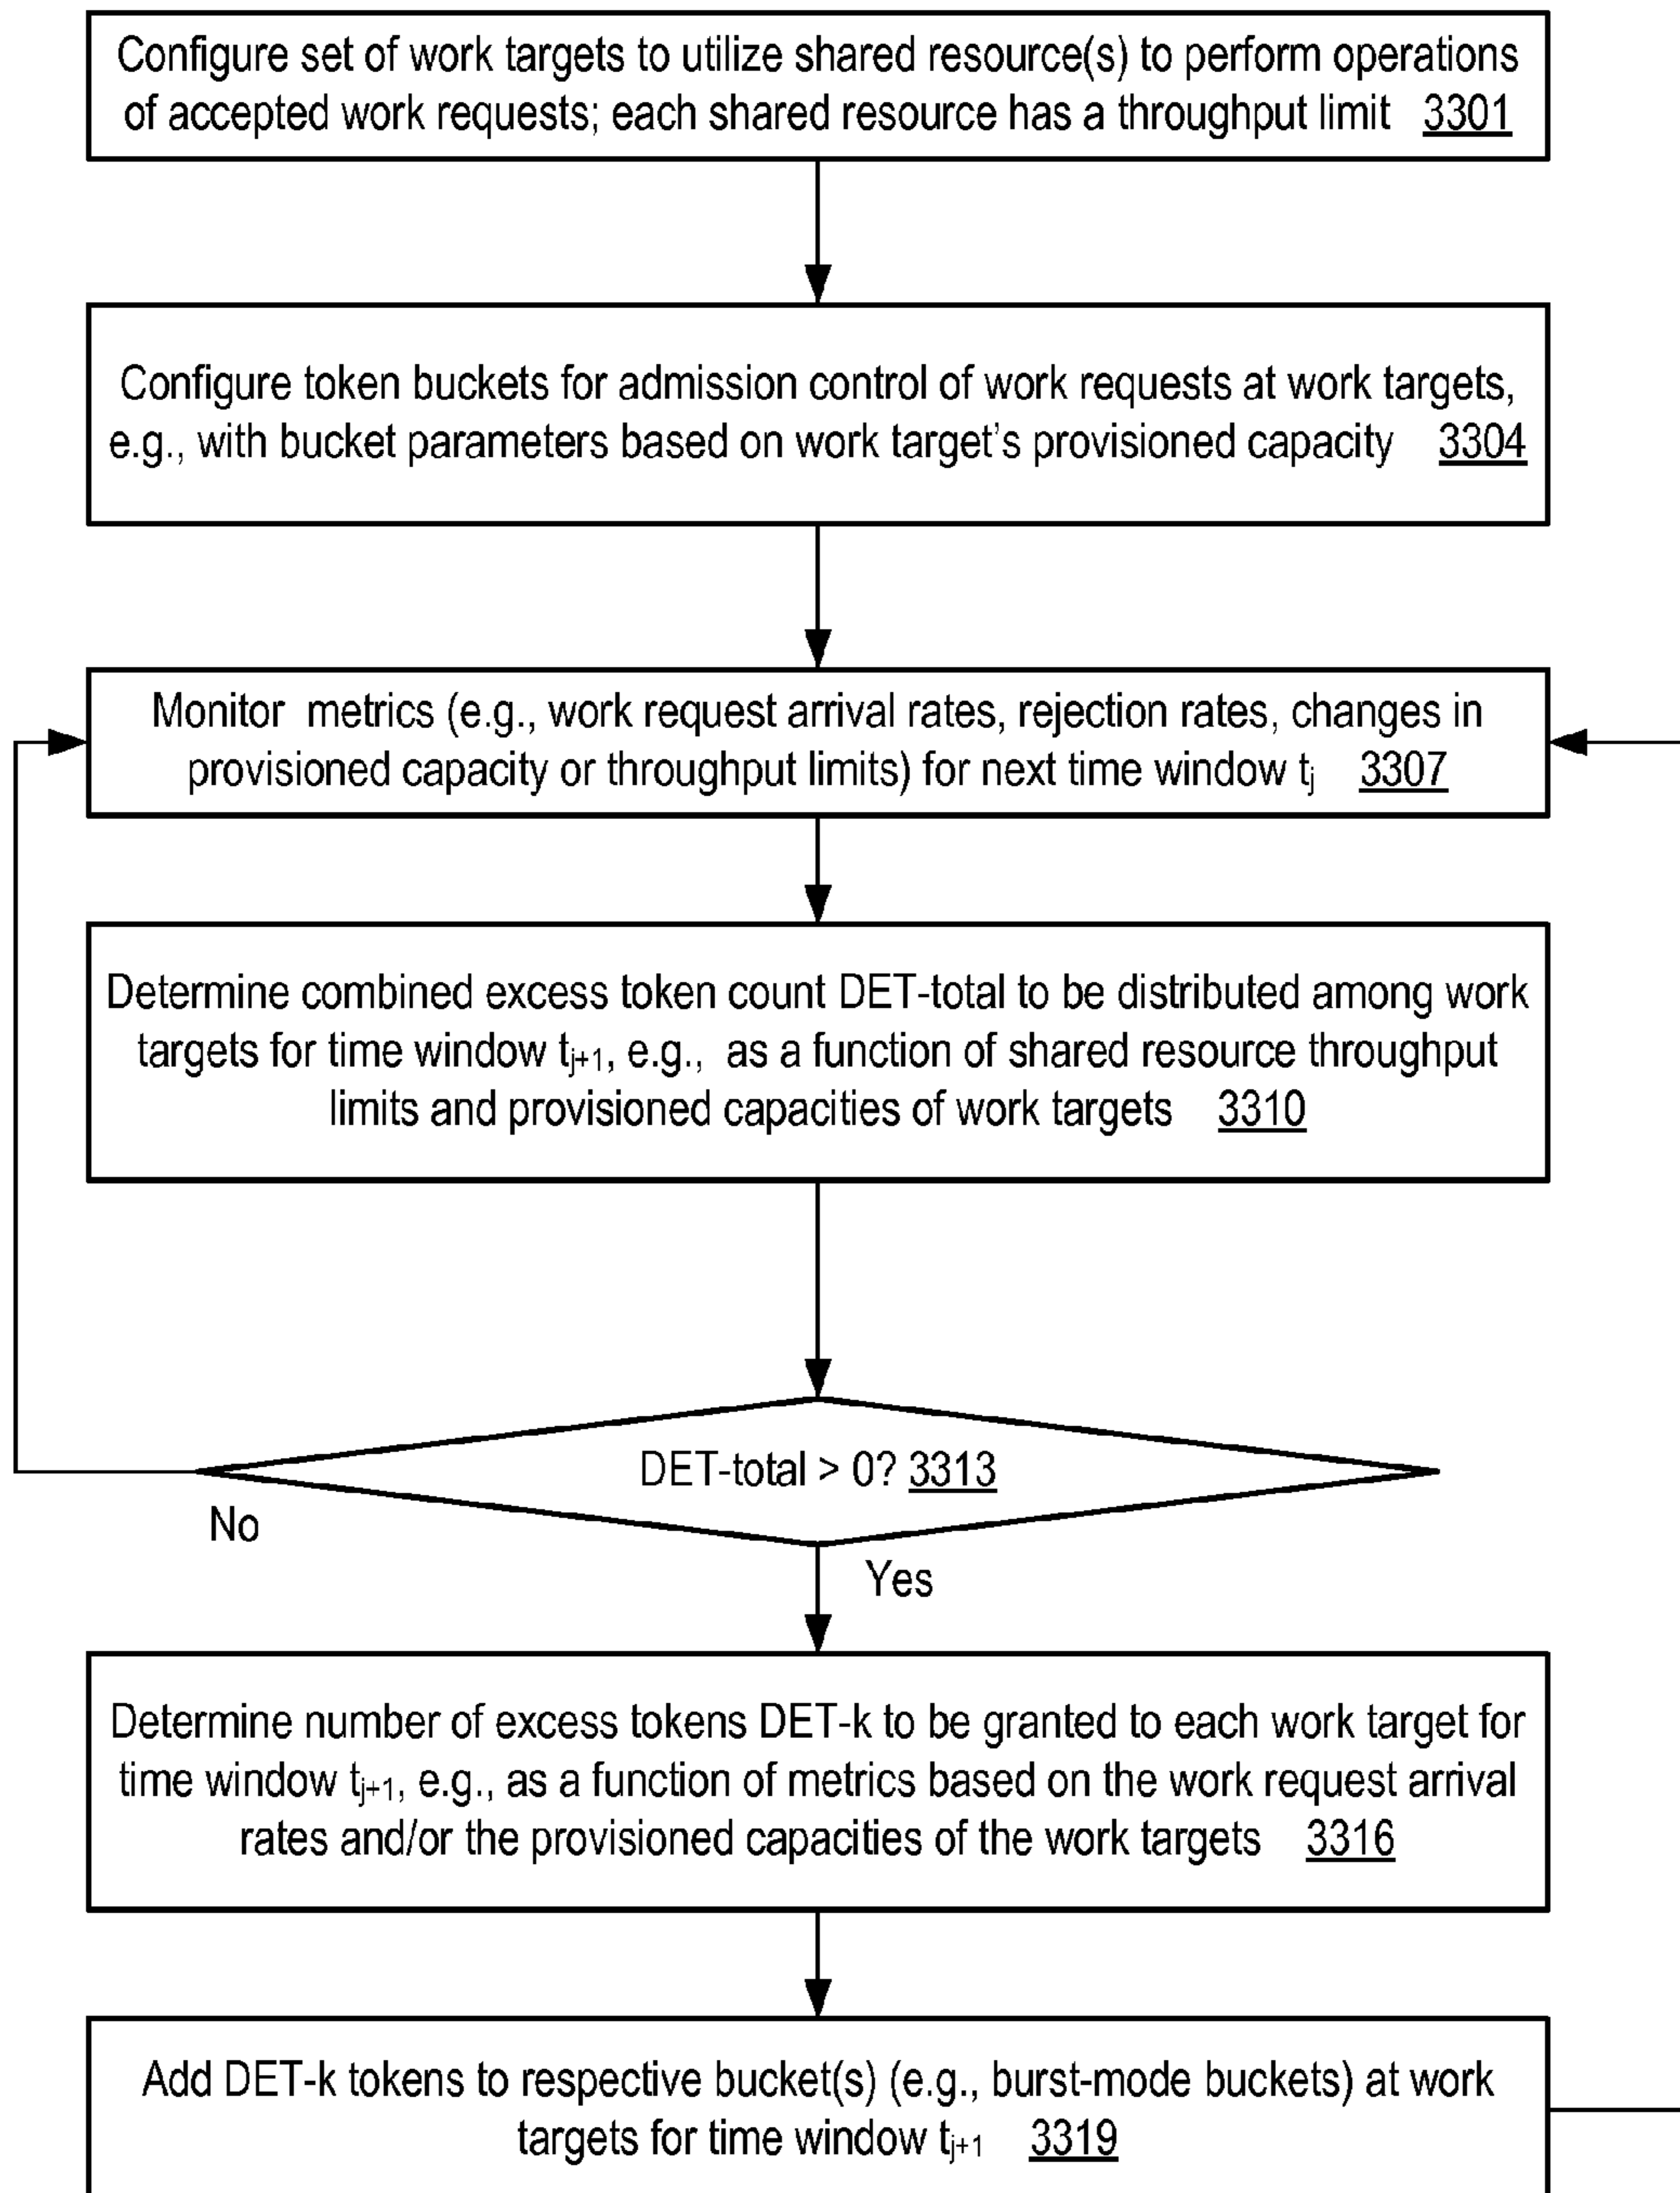 Configure set of work targets to utilize shared resource(s) to perform operations
of accepted work requests; each shared resource has a throughput limit 3301
Configure token buckets for admission control of work requests at work targets,
e.g., with bucket parameters based on work target's provisioned capacity 3304
Monitor metrics (e.g., work request arrival rates, rejection rates, changes in
provisioned capacity or throughput limits) for next time window tj 3307
Determine combined excess token count DET-total to be distributed among work
targets for time window tj+1, e.g., as a function of shared resource throughput
limits and provisioned capacities of work targets 3310
DET-total > 0? 3313
No
Yes
Determine number of excess tokens DET-k to be granted to each work target for
time window tj+1, e.g., as a function of metrics based on the work request arrival
rates and/or the provisioned capacities of the work targets 3316
Add DET-k tokens to respective bucket(s) (e.g., burst-mode buckets) at work
targets for time window tj+1 3319